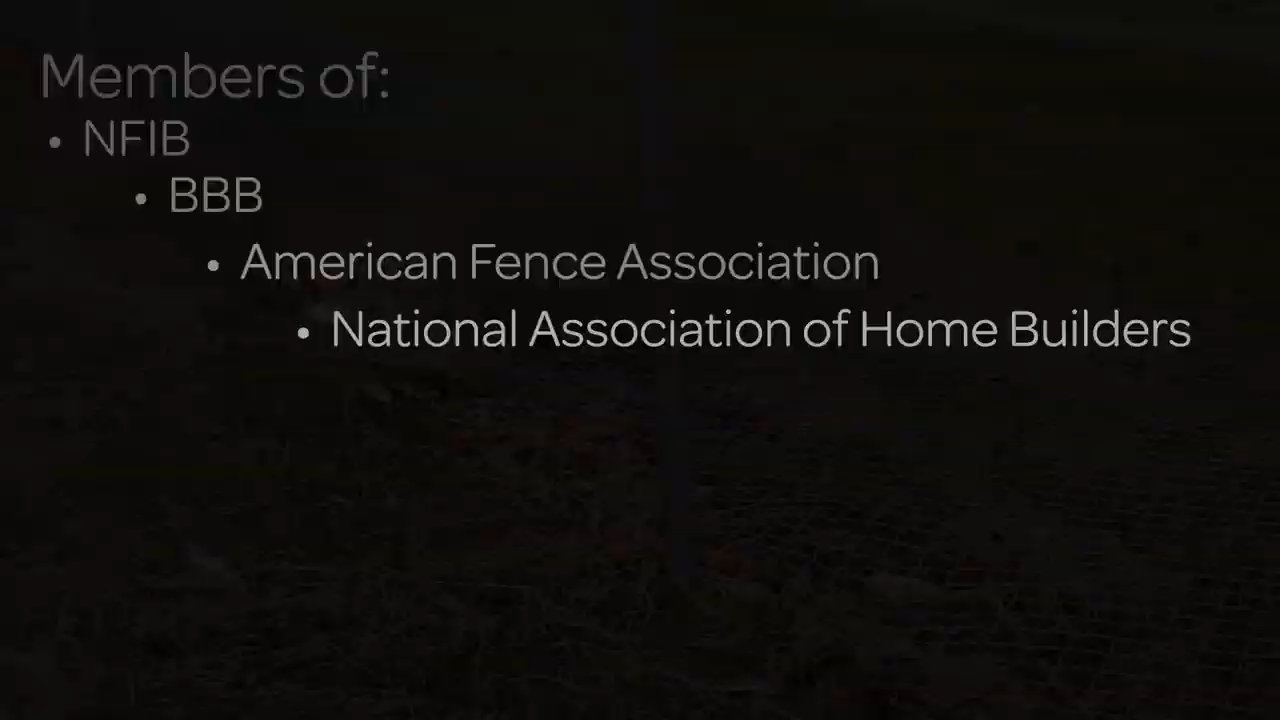 Members of:
• NFIB
• BBB
• American Fence Association
• National Association of Home Builders